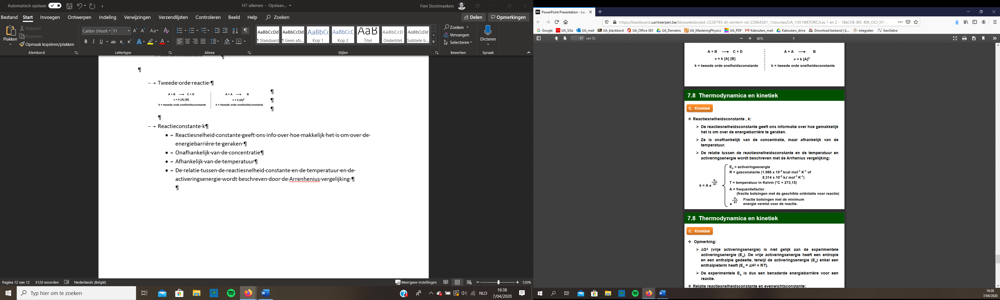 Automatisch opslaan
H7-alkenen - Opslaan...
Fien Slootmaekers
Bestand Start Invoegen Ontwerpen Indeling Verwijzingen Verzendlijsten Controleren Beeld Help Zoeken
Delen Opmerkingen
Plakken
Knippen
Kopiëren
Opmaak kopiëren/plakken
Klembord
Calibri (Hoof 11
Lettertype
Alinea
AaBbCcDd AaBbCcDd AaBbCc AaBbCcD AaB AaBbCcD AaBbCcDd
¶ Standaard ¶ Geen afs... Kop 1 Kop 2 Titel Ondertitel Subtiele b...
Stijlen
Zoeken
Vervangen
Selecteren
Bewerken
Dicteren
Spraak
¶
¶
– Tweede·orde·reactie·¶
A + B → C + D
v = k [A] [B]
k = tweede orde snelheidsconstante
A + A → B
v = k [A]²
k = tweede orde snelheidsconstante
¶
¶
¶
¶
– Reactieconstante·k¶
● Reactiesnelheid·constante·geeft·ons·info·over·hoe·makkelijk·het·is·om·over·de·
energiebarrière·te·geraken·¶
● Onafhankelijk·van·de·concentratie¶
● Afhankelijk·van·de·temperatuur¶
● De·relatie·tussen·de·reactiesnelheid·constante·en·de·temperatuur·en·de·
activeringsenergie·wordt·beschreven·door·de·Arrenhenius·vergelijking·¶
¶
Pagina 12 van 12 3120 woorden Nederlands (België)
Weergave-instellingen
120%
Typ hier om te zoeken
NLD
16:38
7/04/2020
PowerPoint Presentation - Les
https://blackboard.uantwerpen.be/bbcswebdav/pid-2226793-dt-content-rid-22864581_1/courses/UA_1001WETORC/Les 1 en 2 - 1BaCHE-BIC-BIR_OCI_H7
Google UA_SiSa UA_mail UA_blackbord UA_Office 365 UA_Demetris UA_MasteringPhysics UA_PDF Kabouters_mail Kabouters_drive Download bestand | iL... integralen GeoGebra
47 van 52
60%
A + B → C + D
v = k [A] [B]
k = tweede orde snelheidsconstante
A + A → B
v = k [A]²
k = tweede orde snelheidsconstante
7.8 Thermodynamica en kinetiek
C. Kinetiek
❖ Reactiesnelheidsconstante , k:
➢ De reactiesnelheidsconstante geeft ons informatie over hoe gemakkelijk
het is om over de energiebarrière te geraken.
➢ Ze is onafhankelijk van de concentratie, maar afhankelijk van de
temperatuur.
➢ De relatie tussen de reactiesnelheidsconstante en de temperatuur en
activeringsenergie wordt beschreven met de Arrhenius vergelijking:
k = A e -Ea/RT
Ea = activeringsenergie
R = gasconstante (1.986 x 10⁻³ kcal mol⁻¹ K⁻¹ of
8.314 x 10⁻³ kJ mol⁻¹ K⁻¹)
T = temperatuur in Kelvin (°C + 273,15)
A = frequentiefactor
(fractie botsingen met de geschikte oriëntatie voor reactie)
e -Ea/RT Fractie botsingen met de minimum
energie vereist voor de reactie.
7.8 Thermodynamica en kinetiek
C. Kinetiek
❖ Opmerking:
➢ ΔG‡ (vrije activeringsenergie) is niet gelijk aan de experimentele
activeringsenergie (Ea). De vrije activeringsenergie heeft een entropie
en een enthalpie gedeelte, terwijl de activeringsenergie (Ea) enkel een
enthalpieterm heeft (Ea = ΔH‡ + RT).
➢ De experimentele Ea is dus een benaderde energiebarrière voor een
reactie.
❖ Relatie reactiesnelheidsconstante en evenwichtsconstante:
16:38
7/04/2020